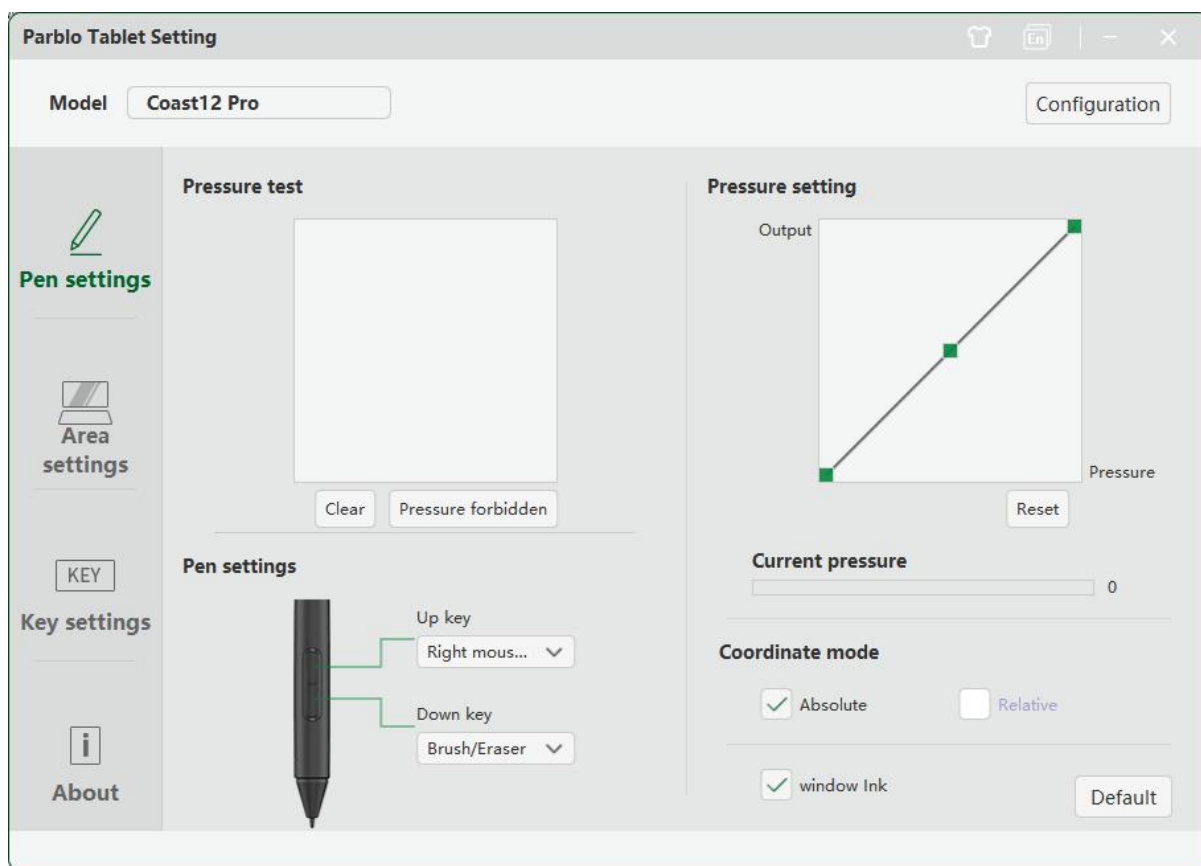 Parblo Tablet Setting
En
Model
Coast12 Pro
Configuration
Pen settings
Area
settings
KEY
Key settings
i
About
Pressure test
Clear
Pressure forbidden
Pen settings
Up key
Right mous...
Down key
Brush/Eraser
Pressure setting
Output
Pressure
Reset
Current pressure
0
Coordinate mode
Absolute
Relative
window Ink
Default